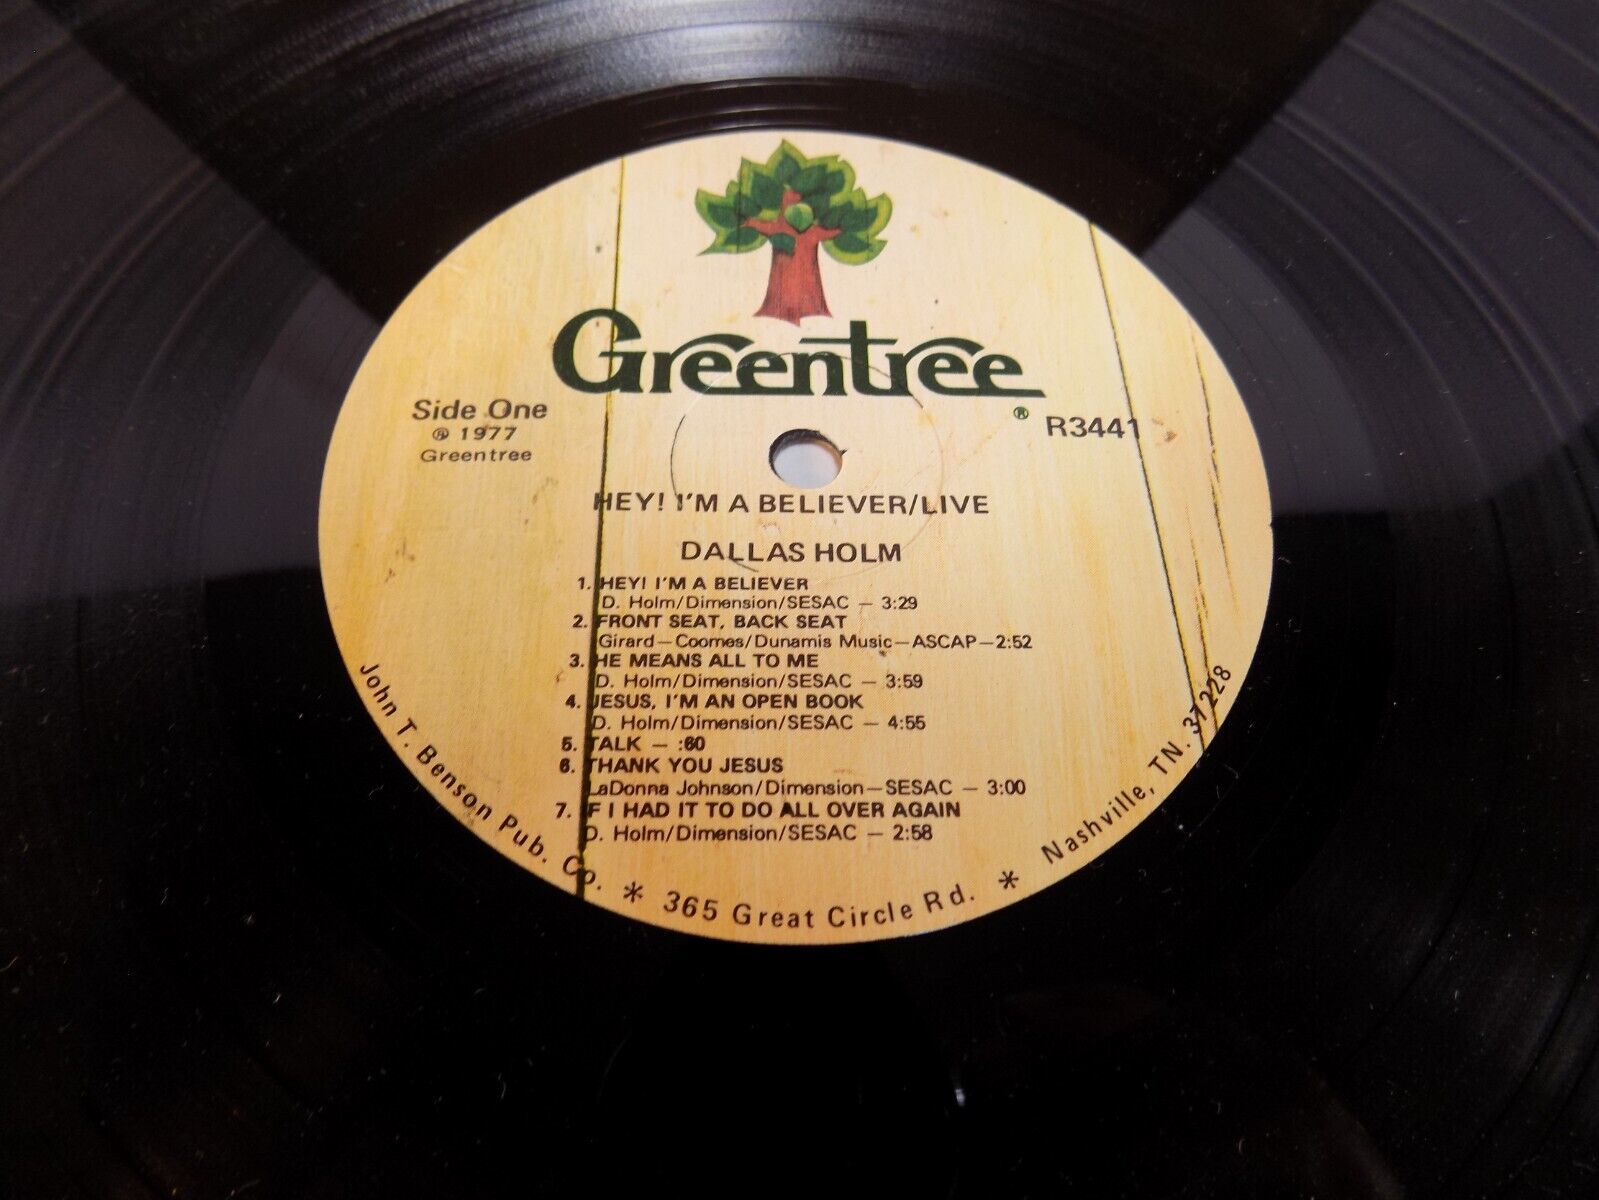 Greentree
®
Side One
℗ 1977
Greentree
R3441
HEY! I'M A BELIEVER/LIVE
DALLAS HOLM
1. HEY! I'M A BELIEVER
D. Holm/Dimension/SESAC — 3:29
2. FRONT SEAT, BACK SEAT
Girard—Coomes/Dunamis Music—ASCAP—2:52
3. HE MEANS ALL TO ME
D. Holm/Dimension/SESAC — 3:59
4. JESUS, I'M AN OPEN BOOK
D. Holm/Dimension/SESAC — 4:55
5. TALK — :60
6. THANK YOU JESUS
LaDonna Johnson/Dimension—SESAC — 3:00
7. IF I HAD IT TO DO ALL OVER AGAIN
D. Holm/Dimension/SESAC — 2:58
John T. Benson Pub. Co. * 365 Great Circle Rd. * Nashville, TN. 37228